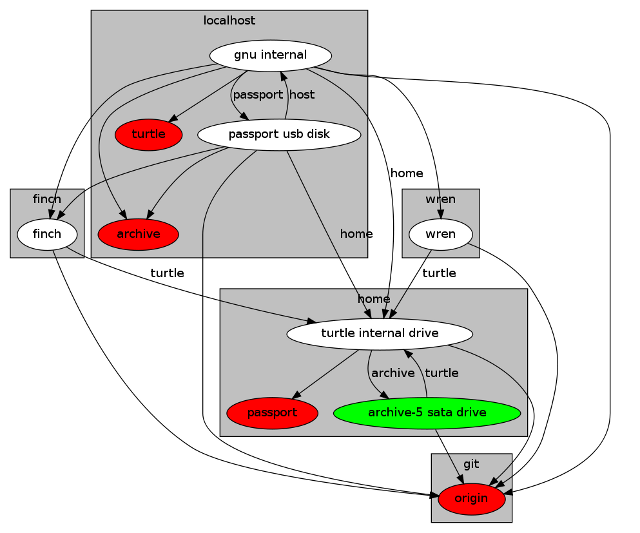 localhost
gnu internal
passport host
turtle
passport usb disk
home
finch
wren
finch
archive
home
wren
turtle
turtle
home
turtle internal drive
archive turtle
passport
archive-5 sata drive
git
origin